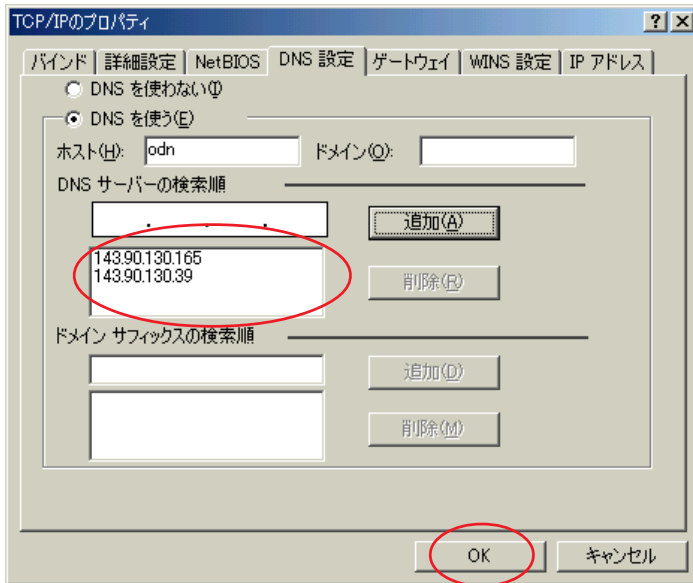 TCP/IPのプロパティ
バインド 詳細設定 NetBIOS DNS 設定 ゲートウェイ WINS 設定 IP アドレス
DNS を使わない(I)
DNS を使う(E)
ホスト(H): odn ドメイン(O):
DNS サーバーの検索順
. . . 追加(A)
143.90.130.165
143.90.130.39
削除(R)
ドメイン サフィックスの検索順
追加(D)
削除(M)
OK キャンセル